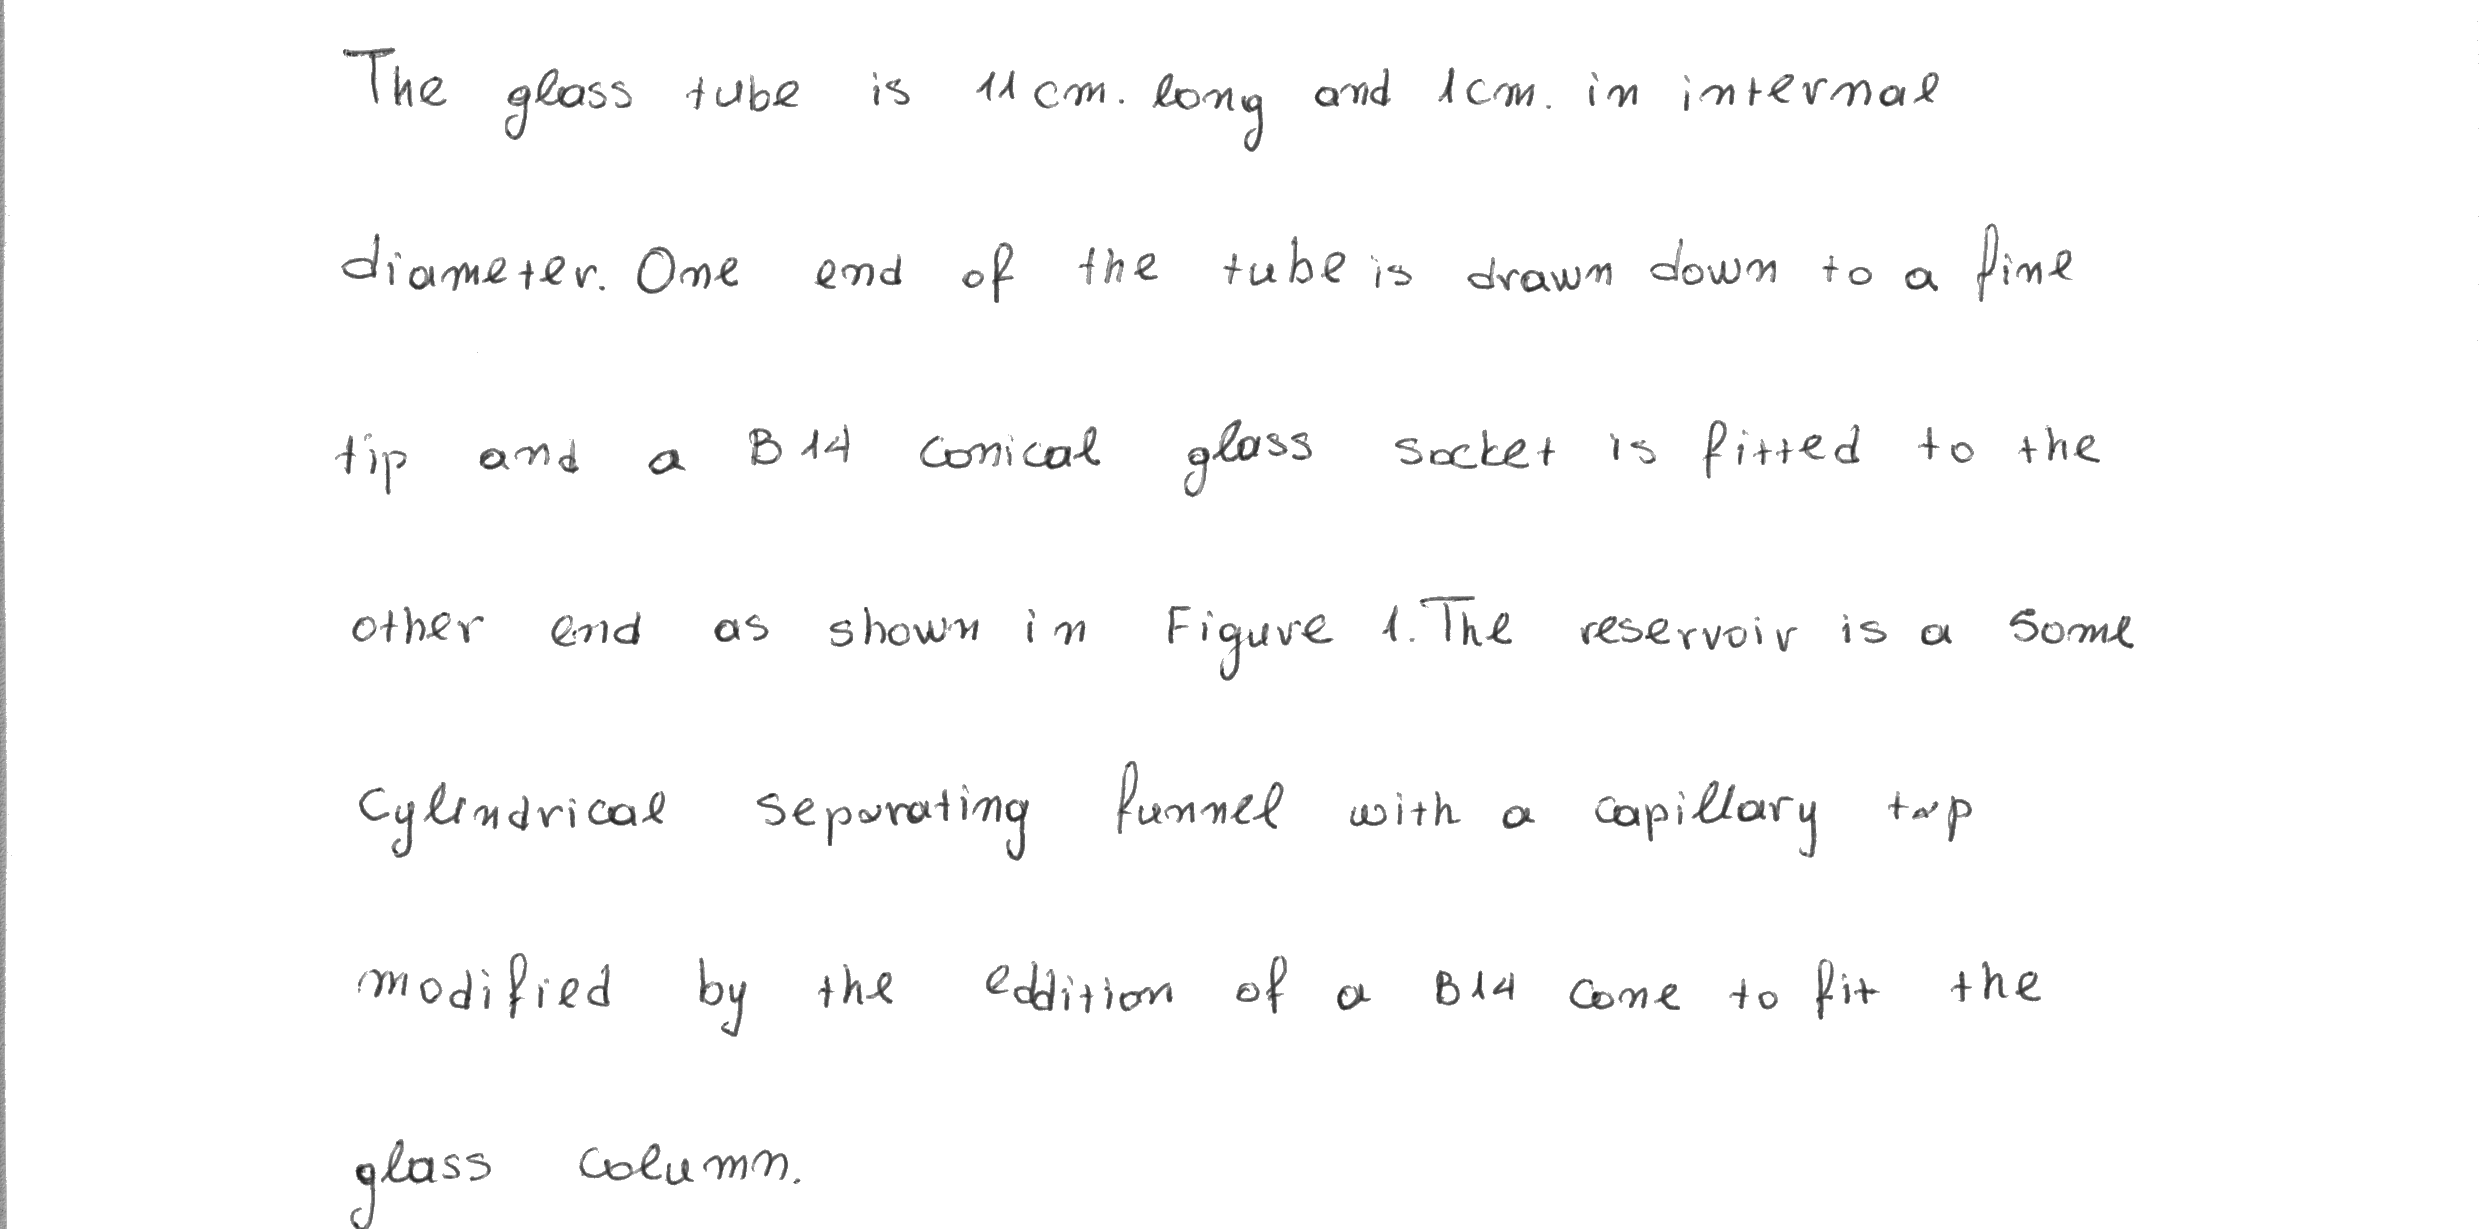 The glass tube is 11 cm. long and 1cm. in internal
diameter. One end of the tube is drawn down to a fine
tip and a B14 conical glass socket is fitted to the
other end as shown in Figure 1. The reservoir is a some
Cylindrical separating funnel with a capillary tap
modified by the eddition of a B14 cone to fit the
glass column.